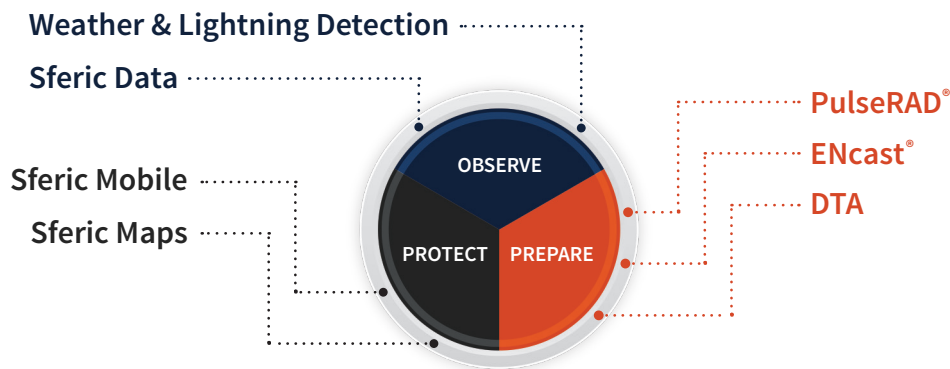 Weather & Lightning Detection
Sferic Data
Sferic Mobile
Sferic Maps
OBSERVE
PROTECT
PREPARE
PulseRAD®
ENcast®
DTA